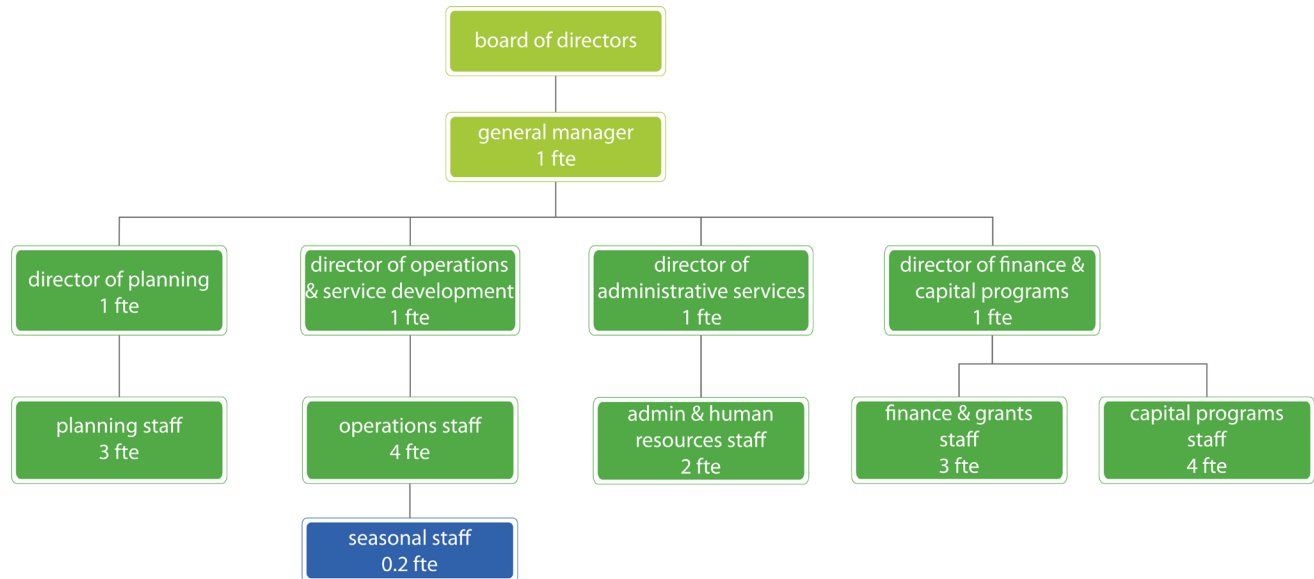 board of directors
general manager
1 fte
director of planning
1 fte
director of operations
& service development
1 fte
director of
administrative services
1 fte
director of finance &
capital programs
1 fte
planning staff
3 fte
operations staff
4 fte
admin & human
resources staff
2 fte
finance & grants
staff
3 fte
capital programs
staff
4 fte
seasonal staff
0.2 fte